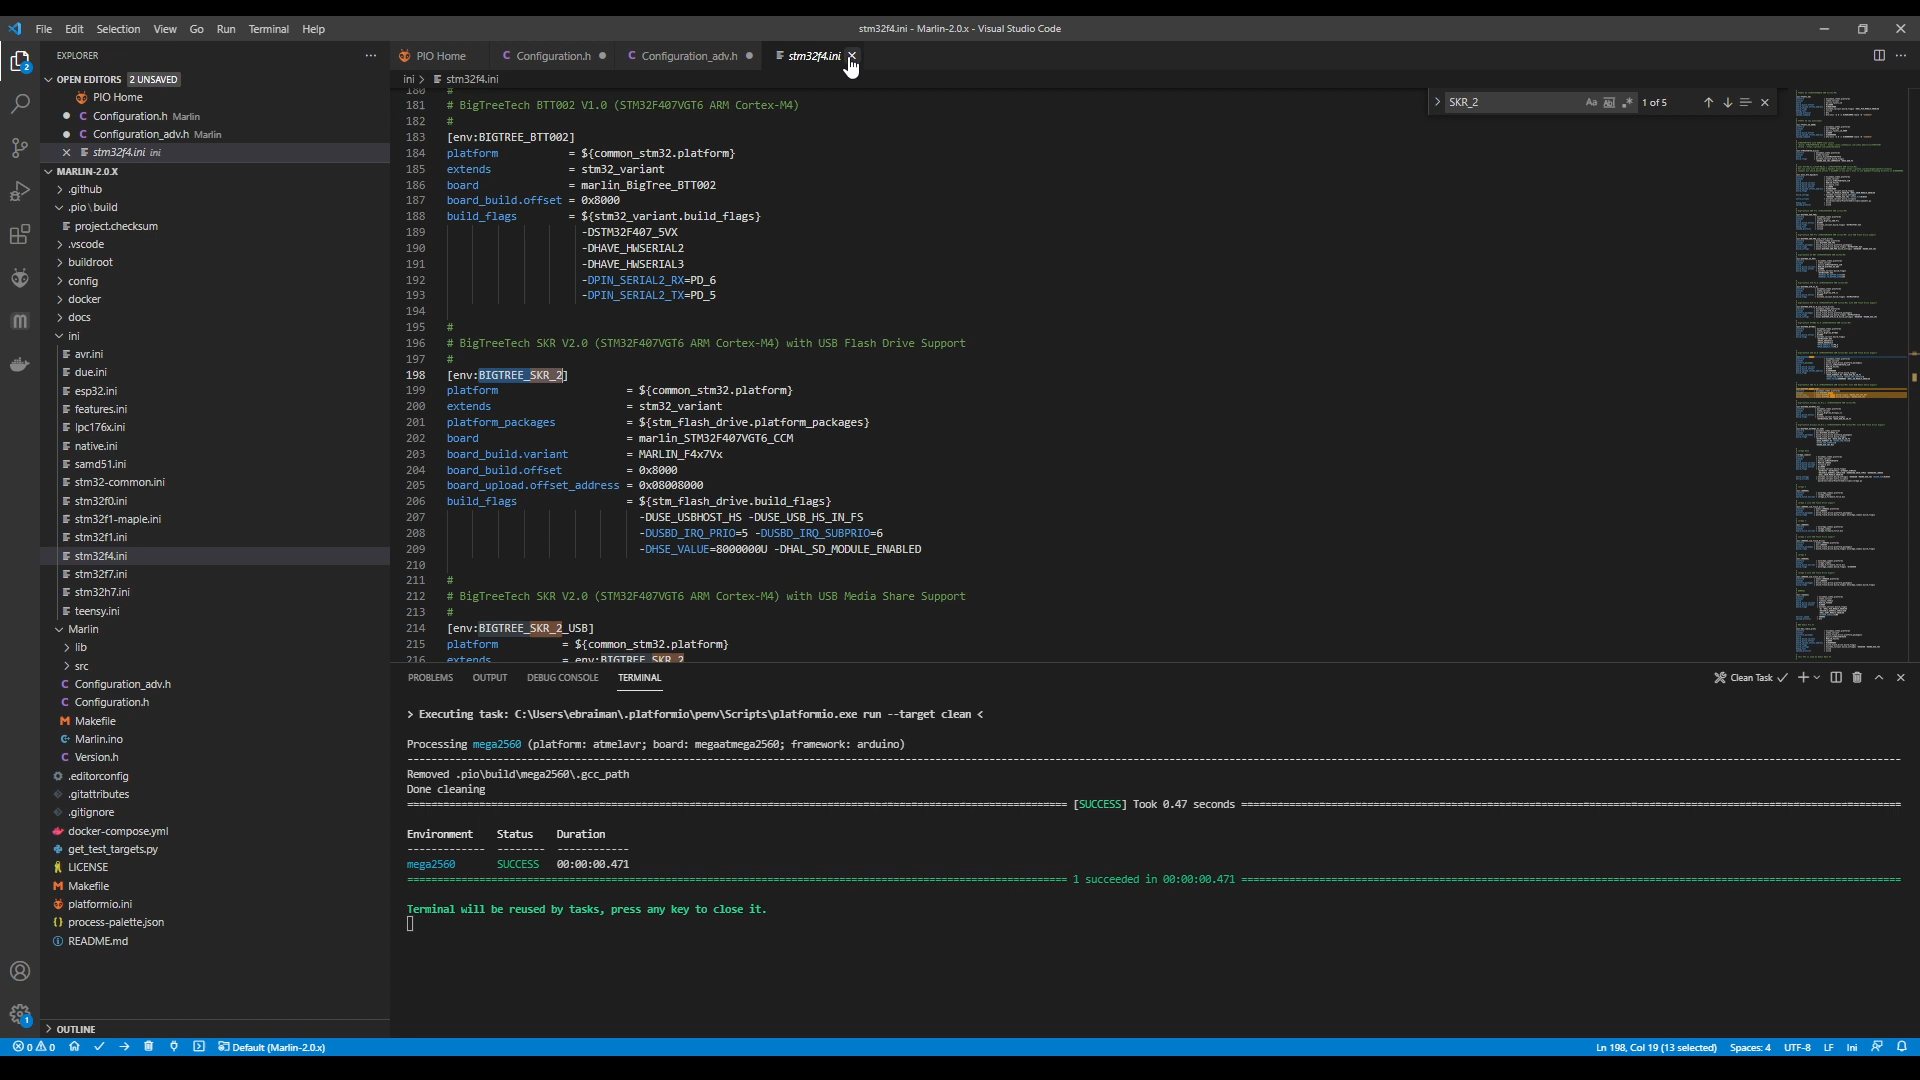 File Edit Selection View Go Run Terminal Help
stm32f4.ini - Marlin-2.0.x - Visual Studio Code
EXPLORER
OPEN EDITORS 2 UNSAVED
PIO Home
Configuration.h Marlin
Configuration_adv.h Marlin
stm32f4.ini ini
MARLIN-2.0.X
.github
.pio \ build
project.checksum
.vscode
buildroot
config
docker
docs
ini
avr.ini
due.ini
esp32.ini
features.ini
lpc176x.ini
native.ini
samd51.ini
stm32-common.ini
stm32f0.ini
stm32f1-maple.ini
stm32f1.ini
stm32f4.ini
stm32f7.ini
stm32h7.ini
teensy.ini
Marlin
lib
src
Configuration_adv.h
Configuration.h
Makefile
Marlin.ino
Version.h
.editorconfig
.gitattributes
.gitignore
docker-compose.yml
get_test_targets.py
LICENSE
Makefile
platformio.ini
process-palette.json
README.md
OUTLINE
PIO Home Configuration.h Configuration_adv.h stm32f4.ini
ini > stm32f4.ini
SKR_2 Aa Abl .* 1 of 5
180 #
181 # BigTreeTech BTT002 V1.0 (STM32F407VGT6 ARM Cortex-M4)
182 #
183 [env:BIGTREE_BTT002]
184 platform = ${common_stm32.platform}
185 extends = stm32_variant
186 board = marlin_BigTree_BTT002
187 board_build.offset = 0x8000
188 build_flags = ${stm32_variant.build_flags}
189 -DSTM32F407_5VX
190 -DHAVE_HWSERIAL2
191 -DHAVE_HWSERIAL3
192 -DPIN_SERIAL2_RX=PD_6
193 -DPIN_SERIAL2_TX=PD_5
194
195 #
196 # BigTreeTech SKR V2.0 (STM32F407VGT6 ARM Cortex-M4) with USB Flash Drive Support
197 #
198 [env:BIGTREE_SKR_2]
199 platform = ${common_stm32.platform}
200 extends = stm32_variant
201 platform_packages = ${stm_flash_drive.platform_packages}
202 board = marlin_STM32F407VGT6_CCM
203 board_build.variant = MARLIN_F4x7Vx
204 board_build.offset = 0x8000
205 board_upload.offset_address = 0x08008000
206 build_flags = ${stm_flash_drive.build_flags}
207 -DUSE_USBHOST_HS -DUSE_USB_HS_IN_FS
208 -DUSBD_IRQ_PRIO=5 -DUSBD_IRQ_SUBPRIO=6
209 -DHSE_VALUE=8000000U -DHAL_SD_MODULE_ENABLED
210
211 #
212 # BigTreeTech SKR V2.0 (STM32F407VGT6 ARM Cortex-M4) with USB Media Share Support
213 #
214 [env:BIGTREE_SKR_2_USB]
215 platform = ${common_stm32.platform}
216 extends = env:BIGTREE_SKR_2
PROBLEMS OUTPUT DEBUG CONSOLE TERMINAL
Clean Task
> Executing task: C:\Users\ebraiman\.platformio\penv\Scripts\platformio.exe run --target clean <
Processing mega2560 (platform: atmelavr; board: megaatmega2560; framework: arduino)
Removed .pio\build\mega2560\.gcc_path
Done cleaning
[SUCCESS] Took 0.47 seconds
Environment Status Duration
mega2560 SUCCESS 00:00:00.471
1 succeeded in 00:00:00.471
Terminal will be reused by tasks, press any key to close it.
0 0 Default (Marlin-2.0.x)
Ln 198, Col 19 (13 selected) Spaces: 4 UTF-8 LF Ini